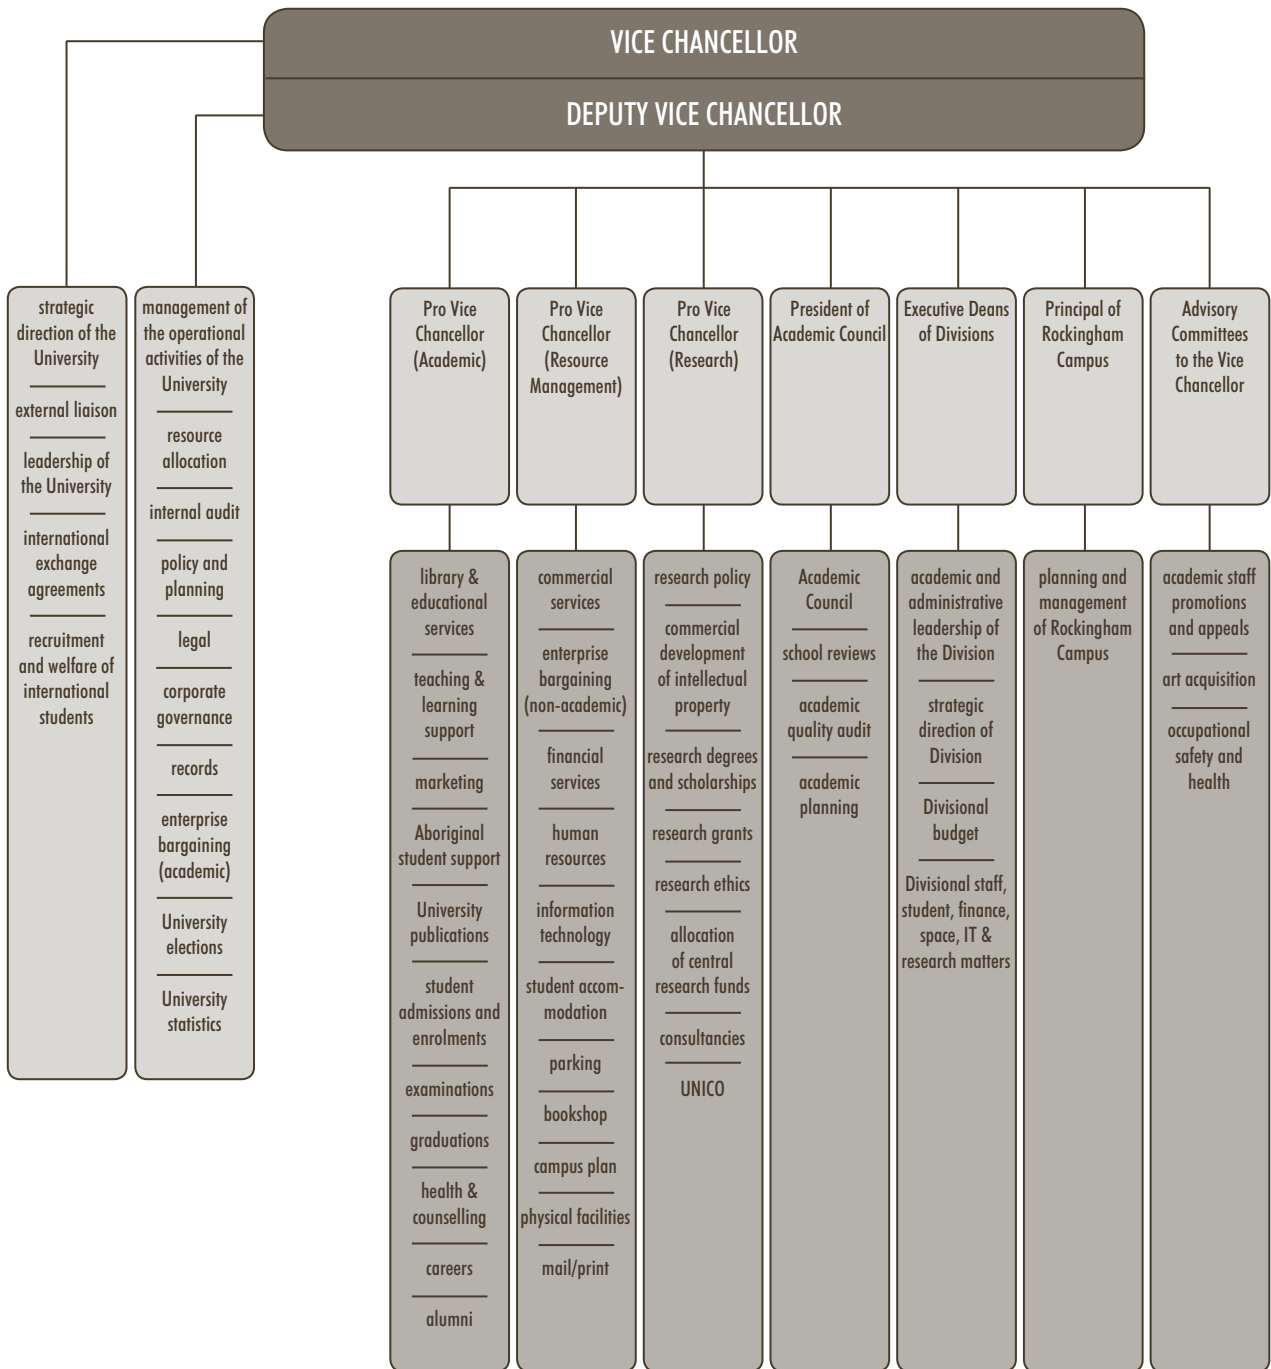 VICE CHANCELLOR
DEPUTY VICE CHANCELLOR
strategic
direction of the
University
external liaison
leadership of
the University
international
exchange
agreements
recruitment
and welfare of
international
students
management of
the operational
activities of the
University
resource
allocation
internal audit
policy and
planning
legal
corporate
governance
records
enterprise
bargaining
(academic)
University
elections
University
statistics
Pro Vice
Chancellor
(Academic)
Pro Vice
Chancellor
(Resource
Management)
Pro Vice
Chancellor
(Research)
President of
Academic Council
Executive Deans
of Divisions
Principal of
Rockingham
Campus
Advisory
Committees
to the Vice
Chancellor
library &
educational
services
teaching &
learning
support
marketing
Aboriginal
student support
University
publications
student
admissions and
enrolments
examinations
graduations
health &
counselling
careers
alumni
commercial
services
enterprise
bargaining
(non-academic)
financial
services
human
resources
information
technology
student accom-
modation
parking
bookshop
campus plan
physical facilities
mail/print
research policy
commercial
development
of intellectual
property
research degrees
and scholarships
research grants
research ethics
allocation
of central
research funds
consultancies
UNICO
Academic
Council
school reviews
academic
quality audit
academic
planning
academic and
administrative
leadership of
the Division
strategic
direction of
Division
Divisional
budget
Divisional staff,
student, finance,
space, IT &
research matters
planning and
management
of Rockingham
Campus
academic staff
promotions
and appeals
art acquisition
occupational
safety and
health